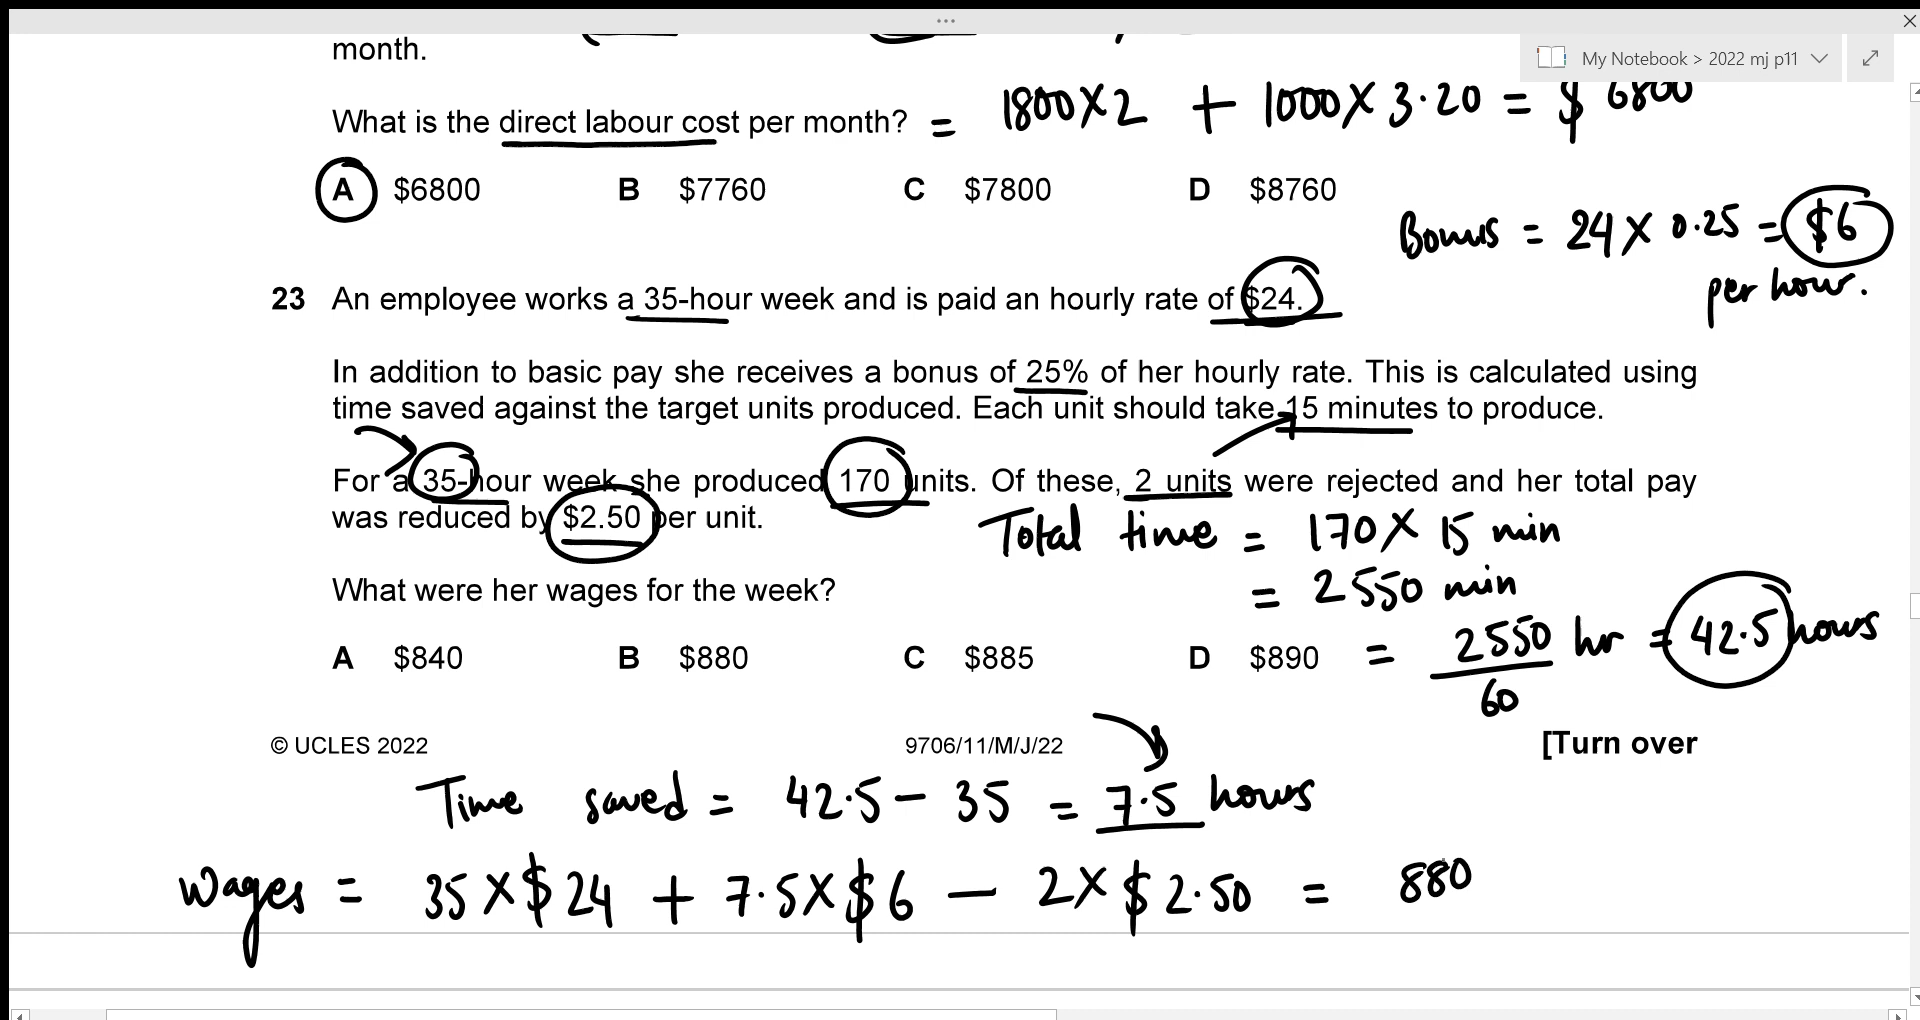 My Notebook > 2022 mj p11
month.
What is the direct labour cost per month? = 1800 × 2 + 1000 × 3.20 = $ 6800
A $6800 B $7760 C $7800 D $8760
Bonus = 24 × 0.25 = $6
per hour.
23 An employee works a 35-hour week and is paid an hourly rate of $24.
In addition to basic pay she receives a bonus of 25% of her hourly rate. This is calculated using
time saved against the target units produced. Each unit should take 15 minutes to produce.
For a 35-hour week she produced 170 units. Of these, 2 units were rejected and her total pay
was reduced by $2.50 per unit.
Total time = 170 × 15 min
What were her wages for the week?
= 2550 min
A $840 B $880 C $885 D $890
= 2550/60 hr = 42.5 hours
© UCLES 2022 9706/11/M/J/22 [Turn over
Time saved = 42.5 - 35 = 7.5 hours
Wages = 35 × $24 + 7.5 × $6 - 2 × $2.50 = 880